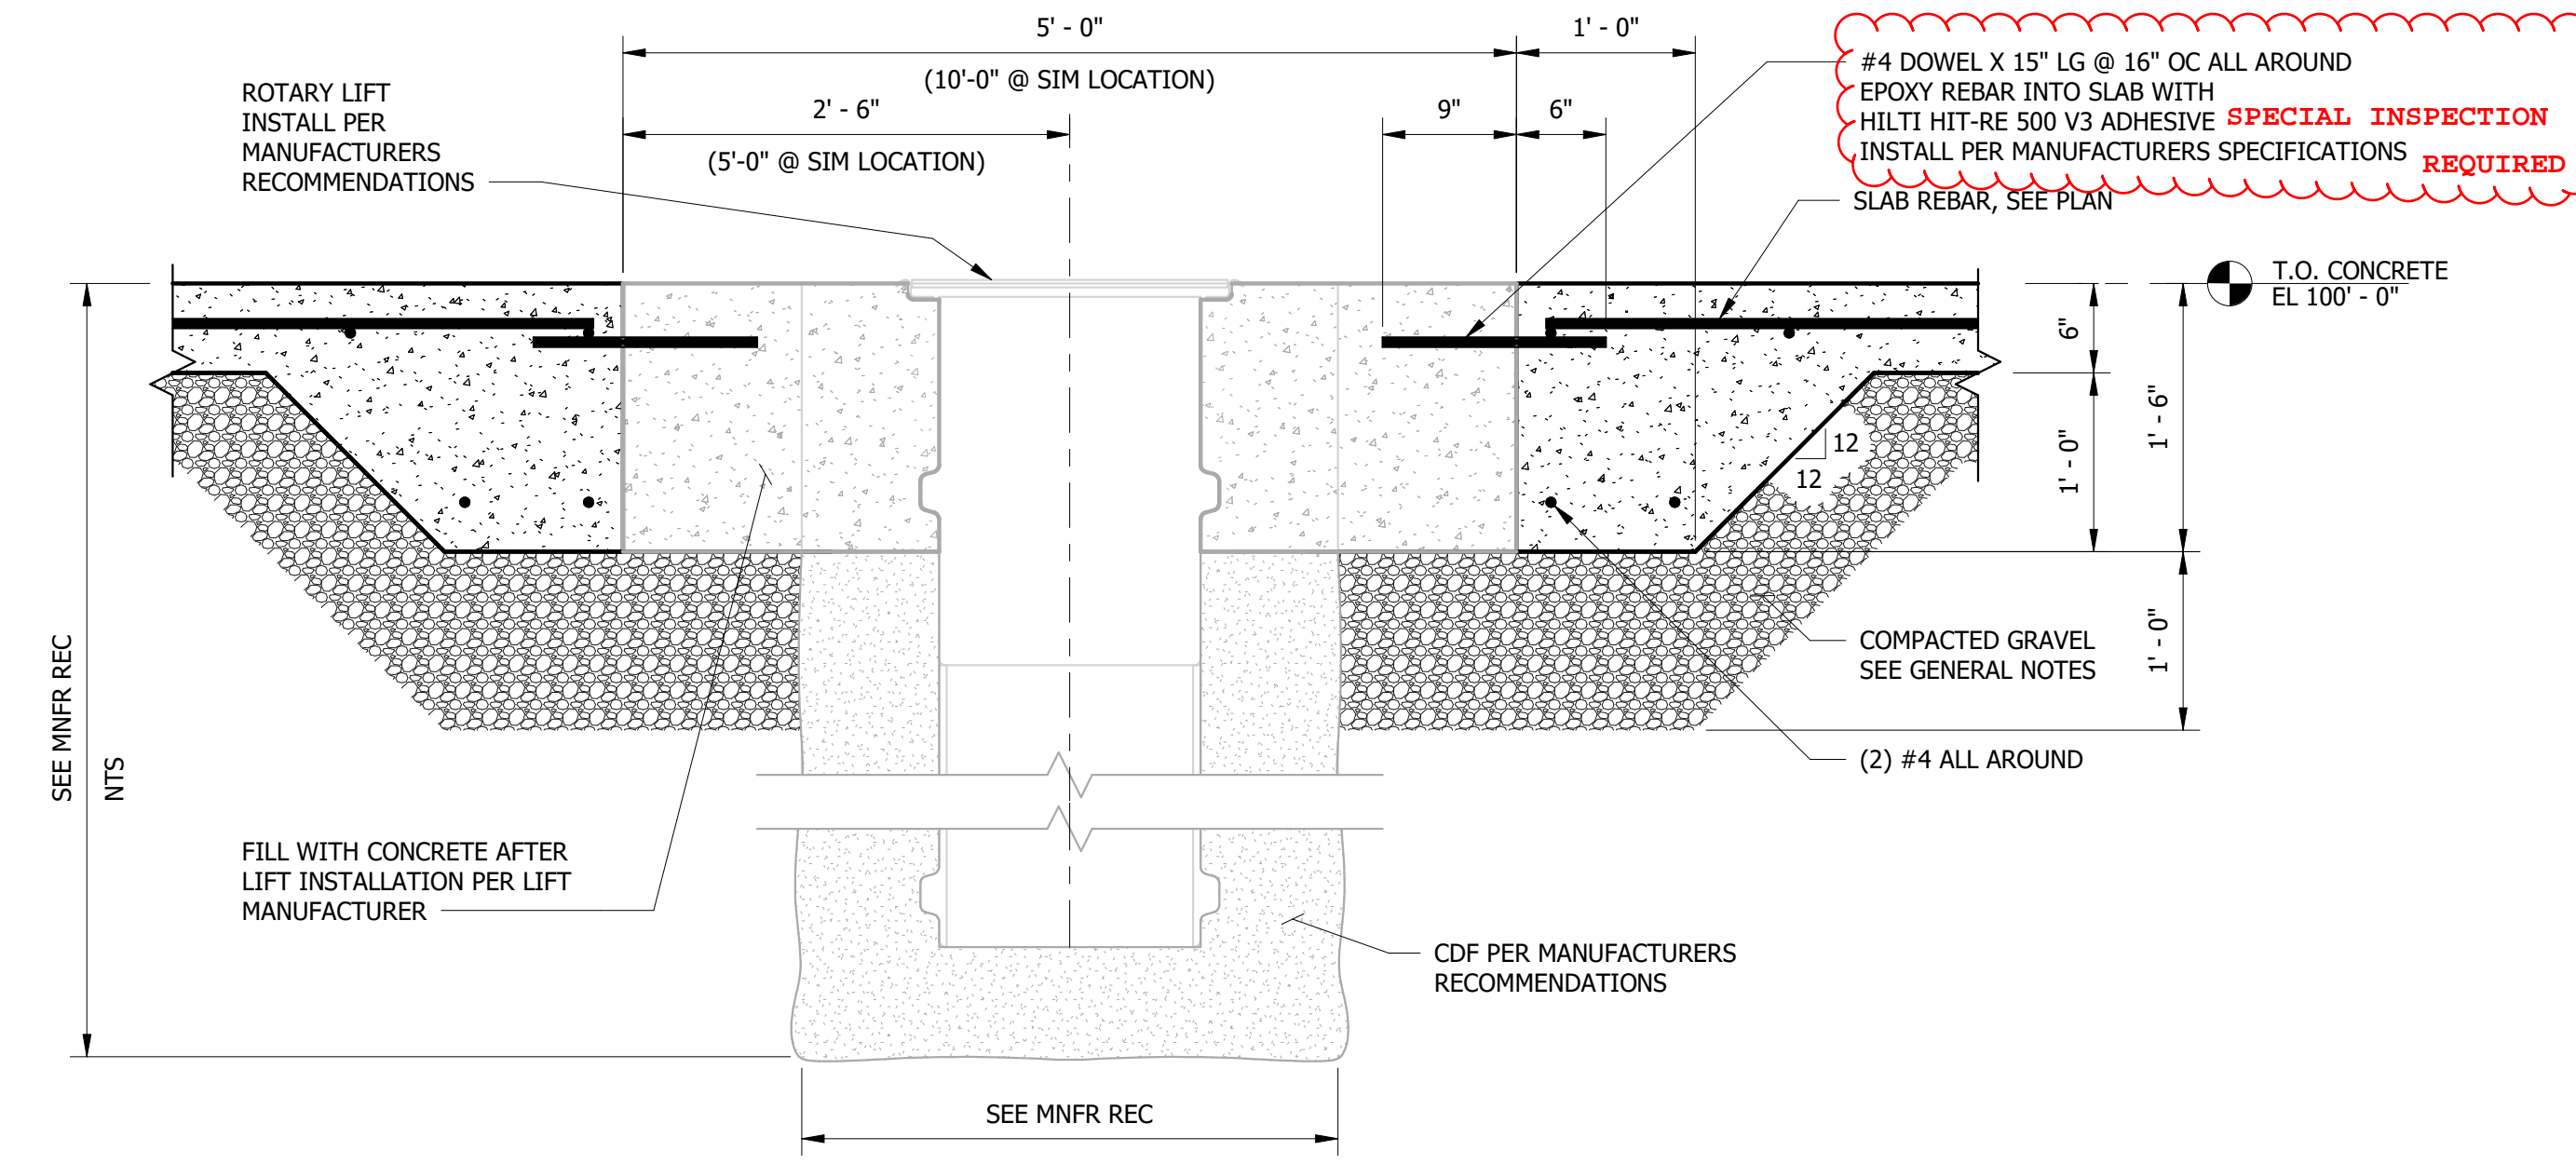 5' - 0"
(10'-0" @ SIM LOCATION)
1' - 0"
2' - 6"
(5'-0" @ SIM LOCATION)
9"
6"
ROTARY LIFT
INSTALL PER
MANUFACTURERS
RECOMMENDATIONS
#4 DOWEL X 15" LG @ 16" OC ALL AROUND
EPOXY REBAR INTO SLAB WITH
HILTI HIT-RE 500 V3 ADHESIVE SPECIAL INSPECTION
INSTALL PER MANUFACTURERS SPECIFICATIONS REQUIRED
SLAB REBAR, SEE PLAN
T.O. CONCRETE
EL 100' - 0"
6"
1' - 0"
1' - 6"
1' - 0"
12
12
COMPACTED GRAVEL
SEE GENERAL NOTES
(2) #4 ALL AROUND
SEE MNFR REC
NTS
FILL WITH CONCRETE AFTER
LIFT INSTALLATION PER LIFT
MANUFACTURER
CDF PER MANUFACTURERS
RECOMMENDATIONS
SEE MNFR REC